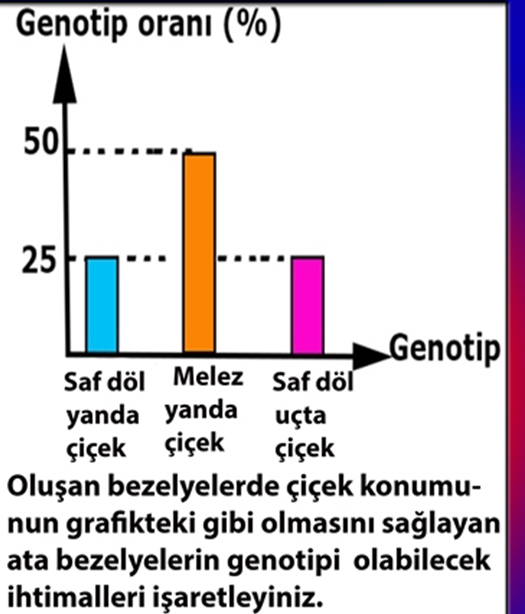 Genotip oranı (%)
50
25
Genotip
Saf döl
yanda
çiçek
Melez
yanda
çiçek
Saf döl
uçta
çiçek
Oluşan bezelyelerde çiçek konumu-
nun grafikteki gibi olmasını sağlayan
ata bezelyelerin genotipi olabilecek
ihtimalleri işaretleyiniz.